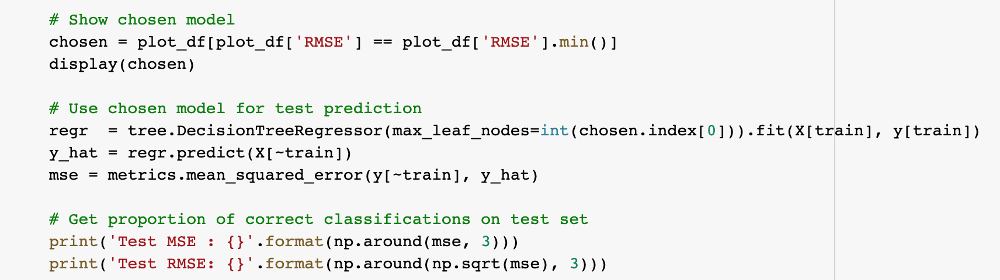 # Show chosen model
chosen = plot_df[plot_df['RMSE'] == plot_df['RMSE'].min()]
display(chosen)
# Use chosen model for test prediction
regr  = tree.DecisionTreeRegressor(max_leaf_nodes=int(chosen.index[0])).fit(X[train], y[train])
y_hat = regr.predict(X[~train])
mse = metrics.mean_squared_error(y[~train], y_hat)
# Get proportion of correct classifications on test set
print('Test MSE : {}'.format(np.around(mse, 3)))
print('Test RMSE: {}'.format(np.around(np.sqrt(mse), 3)))